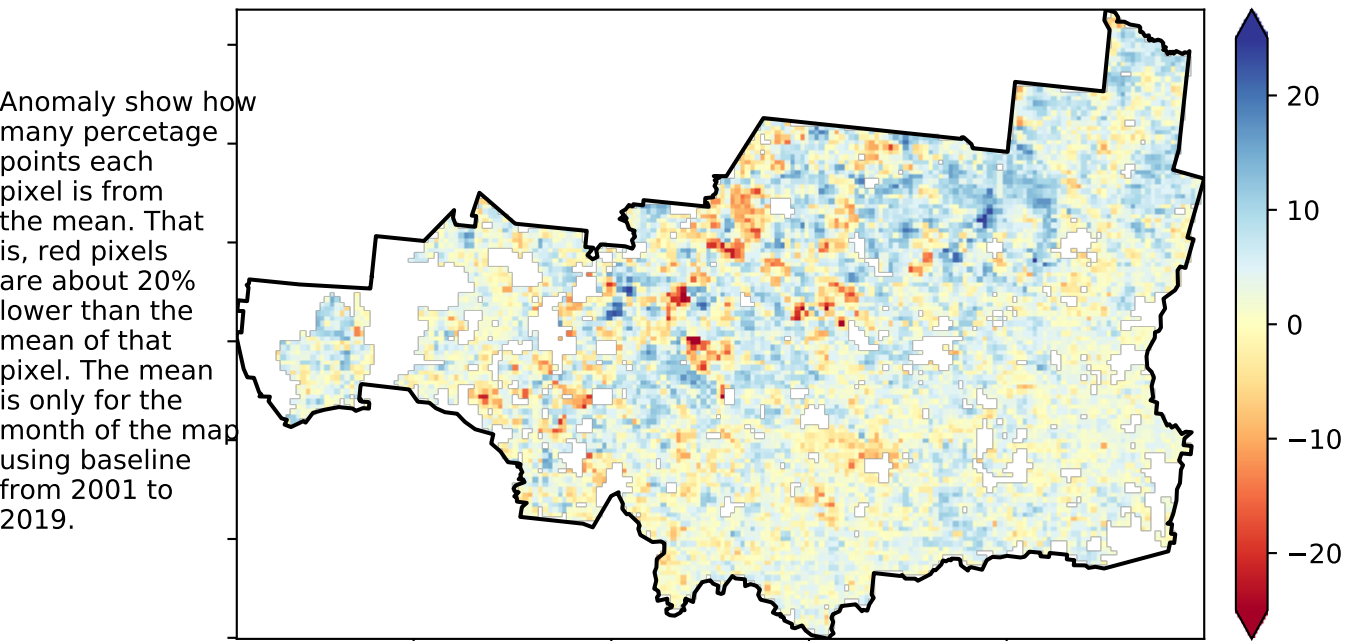 Anomaly show how
many percetage
points each
pixel is from
the mean. That
is, red pixels
are about 20%
lower than the
mean of that
pixel. The mean
is only for the
month of the map
using baseline
from 2001 to
2019.
20
10
0
−10
−20